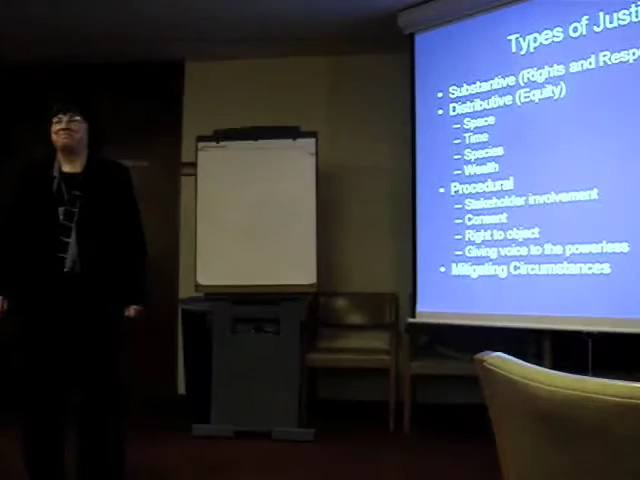 Types of Justi
• Substantive (Rights and Respo
• Distributive (Equity)
– Space
– Time
– Species
– Wealth
• Procedural
– Stakeholder involvement
– Consent
– Right to object
– Giving voice to the powerless
• Mitigating Circumstances